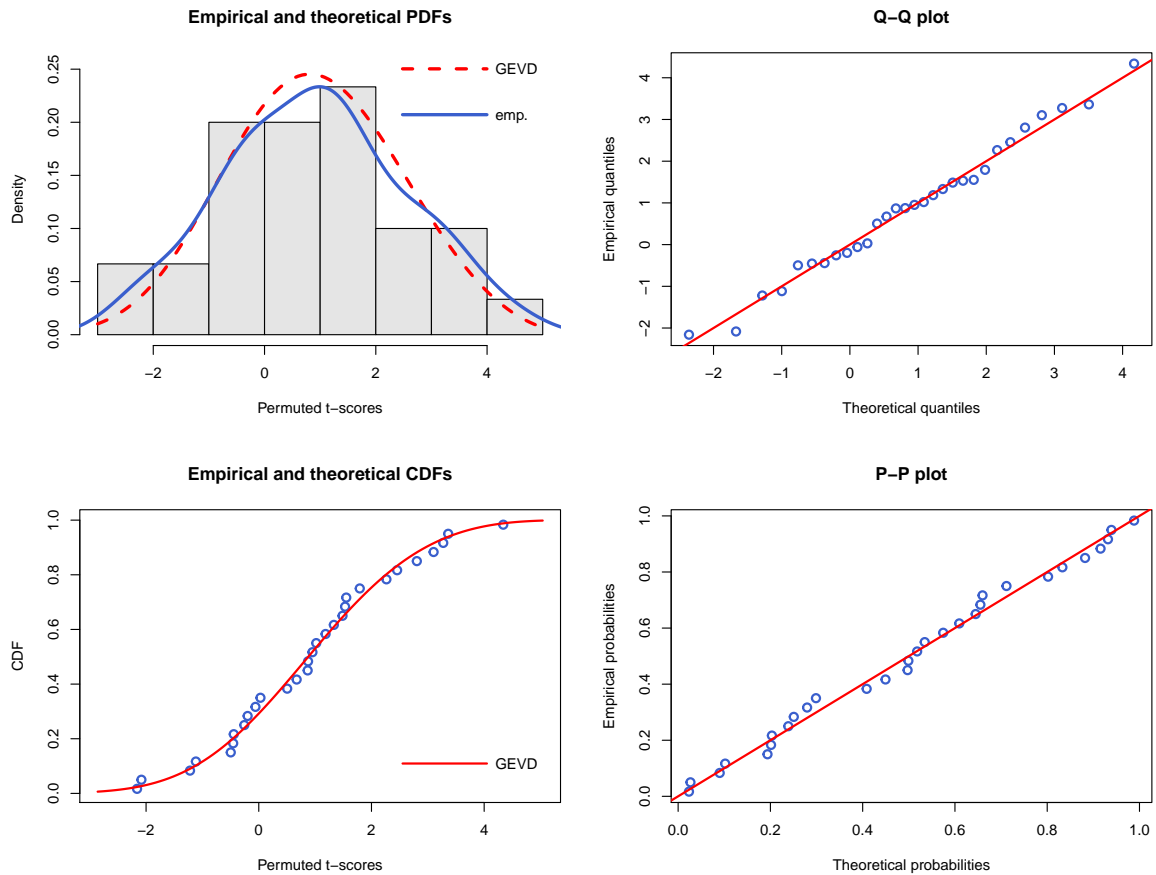 Empirical and theoretical PDFs
Density
0.00 0.05 0.10 0.15 0.20 0.25
GEVD
emp.
−2 0 2 4
Permuted t−scores
Q−Q plot
Empirical quantiles
−2 −1 0 1 2 3 4
−2 −1 0 1 2 3 4
Theoretical quantiles
Empirical and theoretical CDFs
CDF
0.0 0.2 0.4 0.6 0.8 1.0
GEVD
−2 0 2 4
Permuted t−scores
P−P plot
Empirical probabilities
0.0 0.2 0.4 0.6 0.8 1.0
0.0 0.2 0.4 0.6 0.8 1.0
Theoretical probabilities